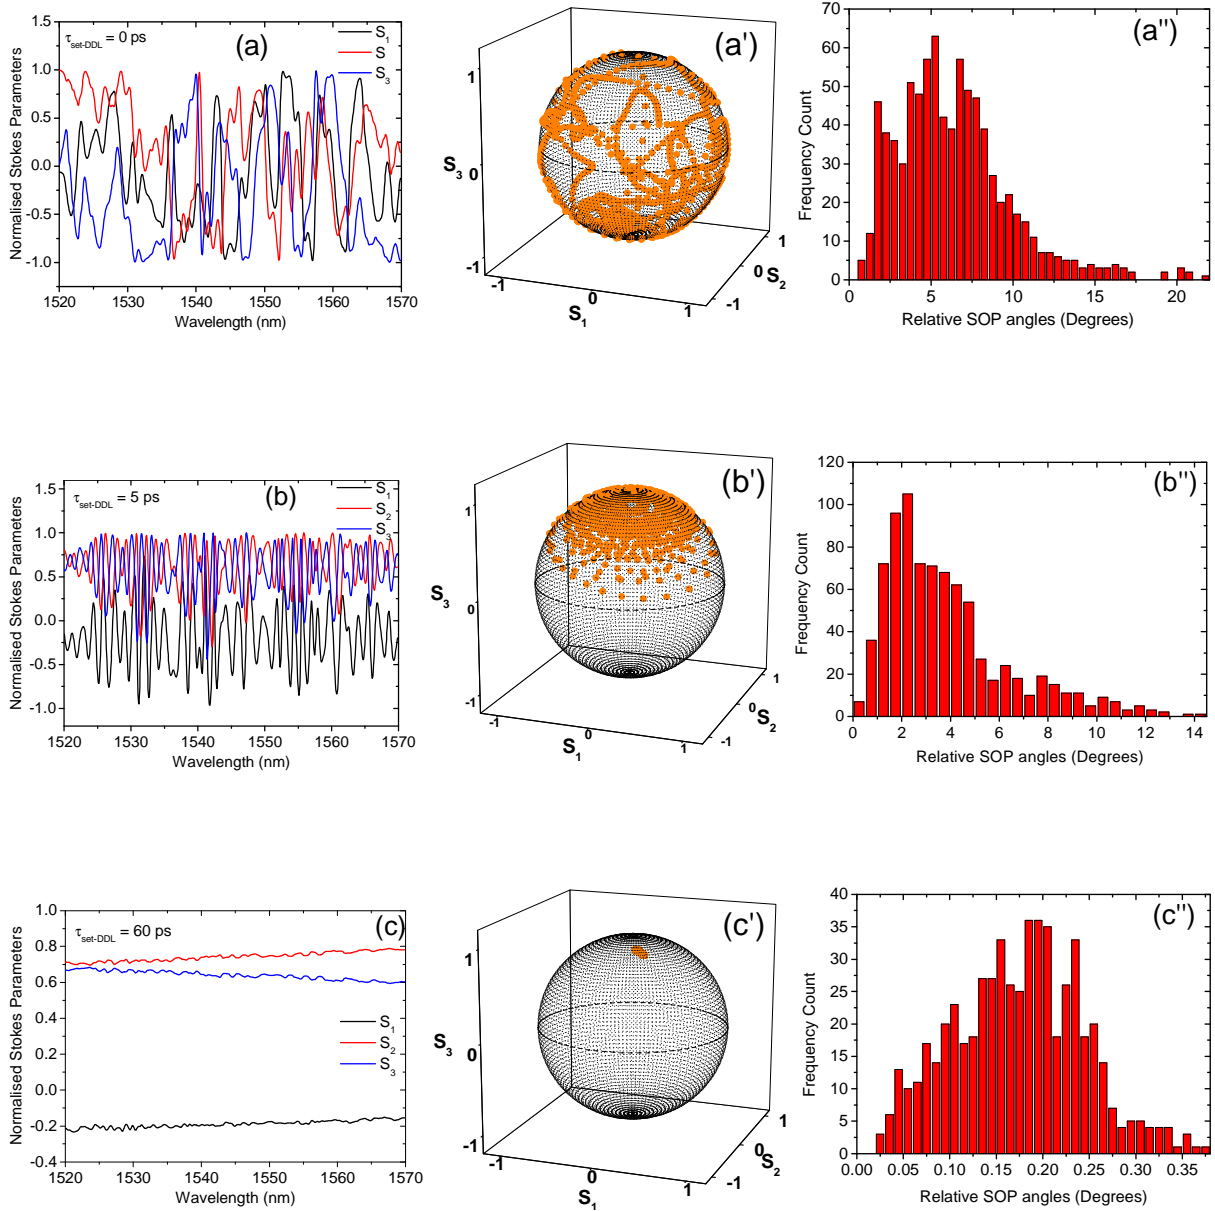 τset-DDL = 0 ps
(a)
S1
S
S3
Normalised Stokes Parameters
1.5
1.0
0.5
0.0
-0.5
-1.0
1520 1530 1540 1550 1560 1570
Wavelength (nm)
(a')
S3
1
0
-1
-1 0 1
S1
-1 0 1
S2
(a'')
Frequency Count
70
60
50
40
30
20
10
0
0 5 10 15 20
Relative SOP angles (Degrees)
τset-DDL = 5 ps
(b)
S1
S2
S3
Normalised Stokes Parameters
1.5
1.0
0.5
0.0
-0.5
-1.0
1520 1530 1540 1550 1560 1570
Wavelength (nm)
(b')
S3
1
0
-1
-1 0 1
S1
-1 0 1
S2
(b'')
Frequency Count
120
100
80
60
40
20
0
0 2 4 6 8 10 12 14
Relative SOP angles (Degrees)
τset-DDL = 60 ps
(c)
S1
S2
S3
Normalised Stokes Parameters
1.0
0.8
0.6
0.4
0.2
0.0
-0.2
-0.4
1520 1530 1540 1550 1560 1570
Wavelength (nm)
(c')
S3
1
0
-1
-1 0 1
S1
-1 0 1
S2
(c'')
Frequency Count
40
35
30
25
20
15
10
5
0
0.00 0.05 0.10 0.15 0.20 0.25 0.30 0.35
Relative SOP angles (Degrees)